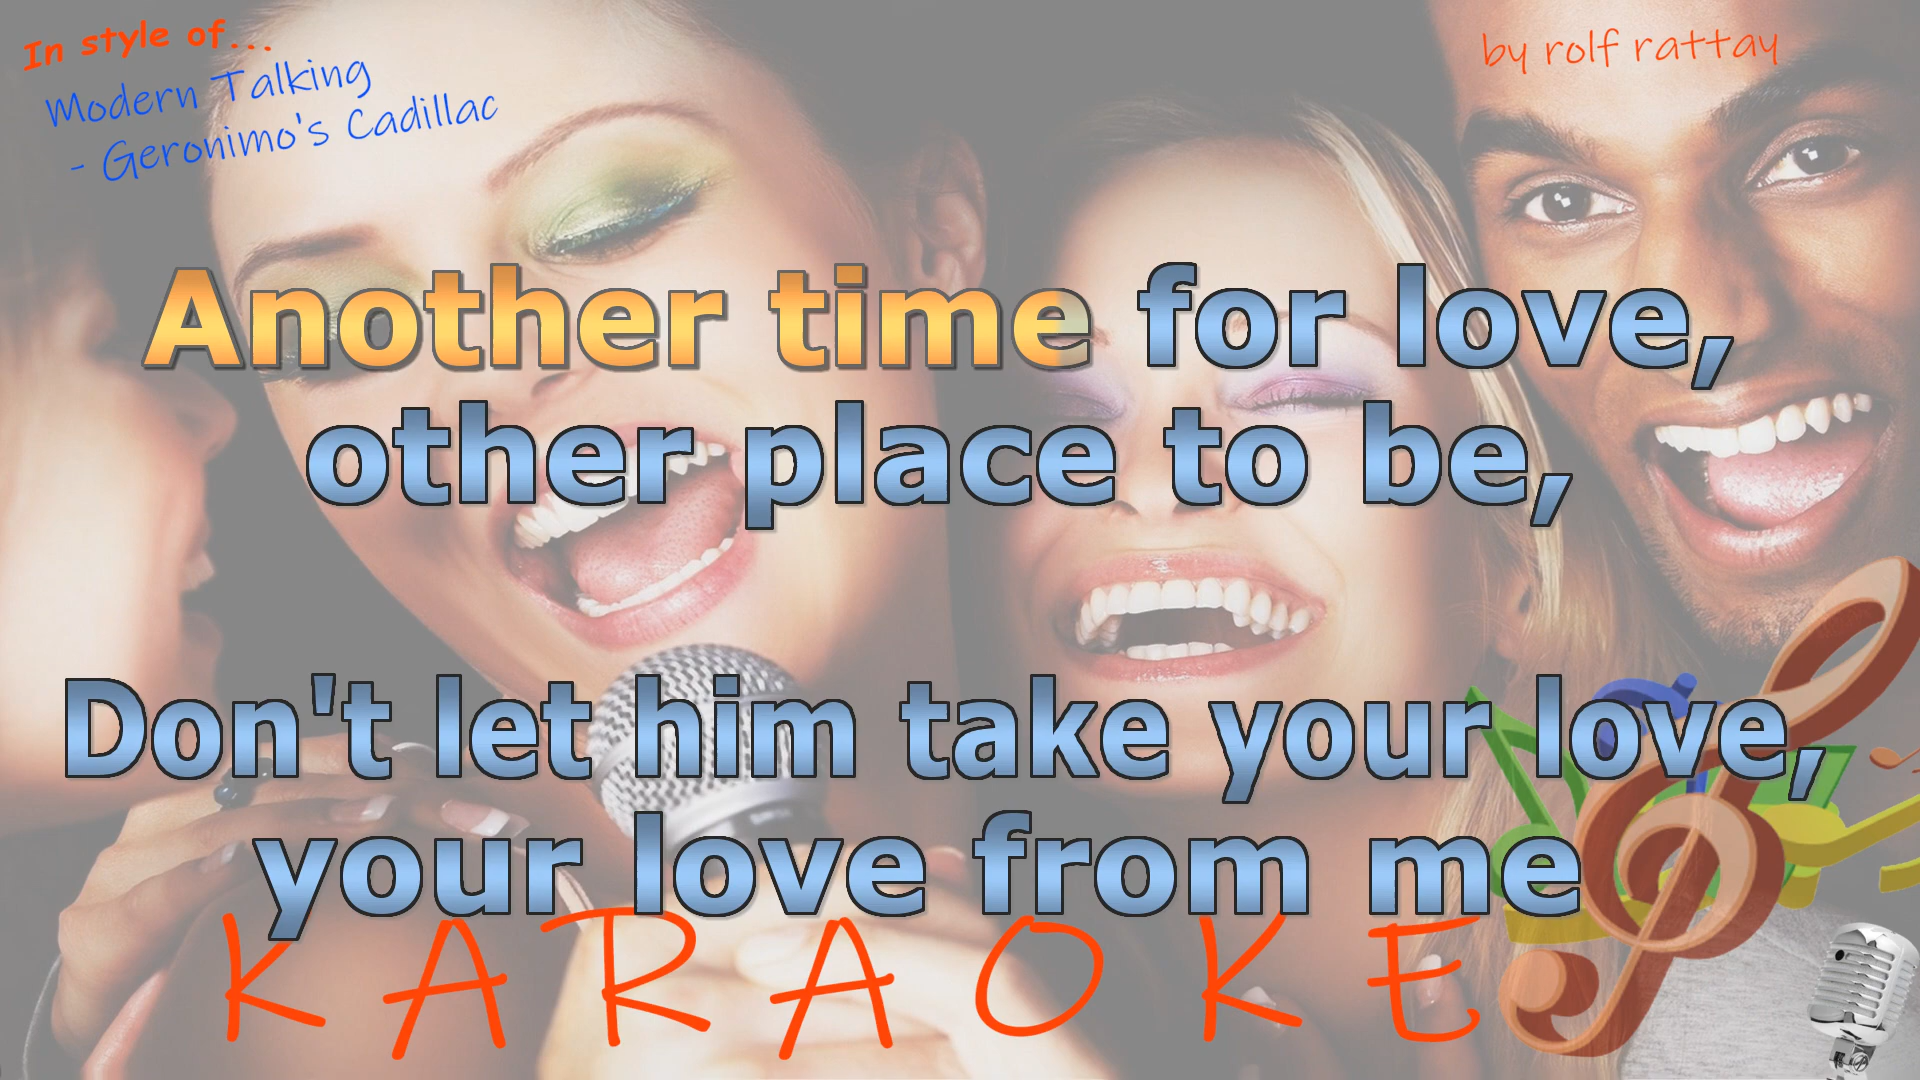 In style of...
Modern Talking
- Geronimo's Cadillac
by rolf rattay
Another time for love,
other place to be,
Don't let him take your love,
your love from me
KARAOKE